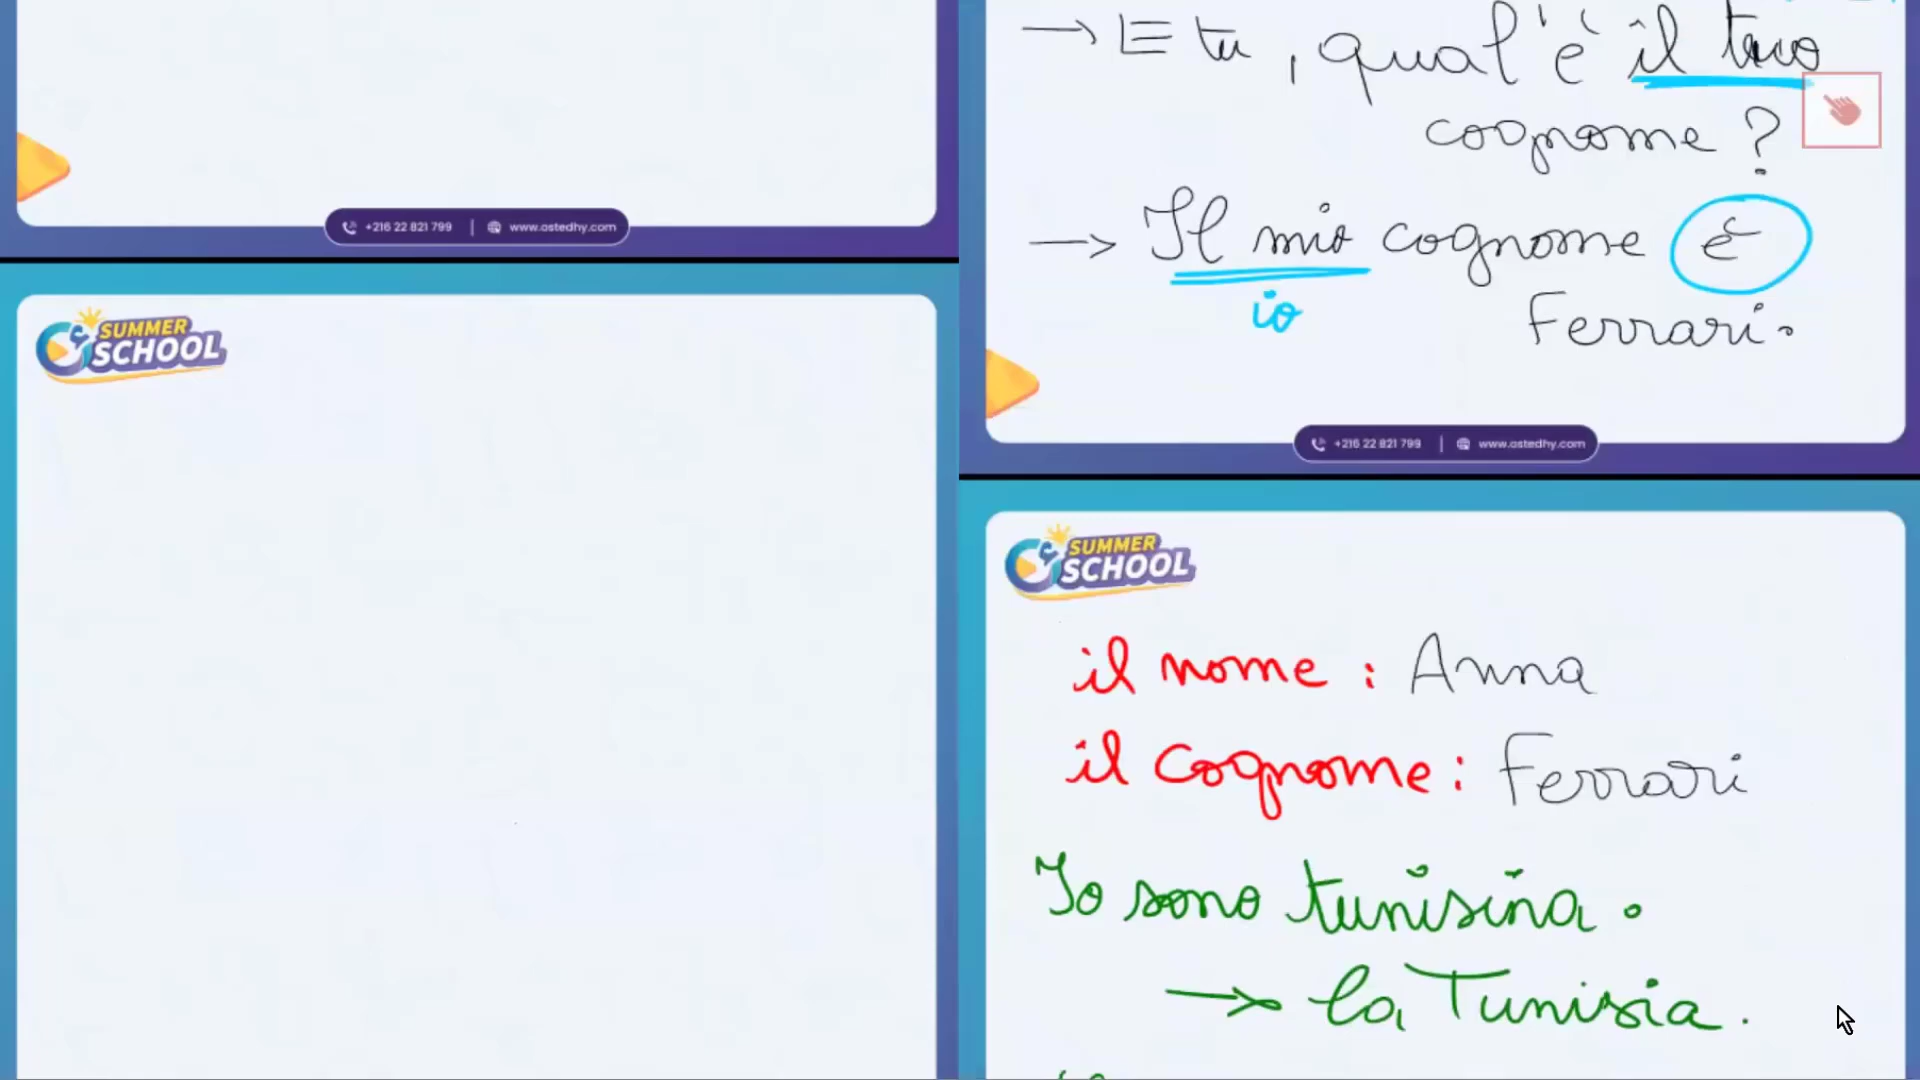 +216 22 821 799 | www.ostedhy.com
SUMMER
SCHOOL
→ E tu, qual'è il tuo
cognome ?
→ Il mio cognome è
io
Ferrari.
+216 22 821 799 | www.ostedhy.com
SUMMER
SCHOOL
il nome : Anna
il cognome : Ferrari
Io sono tunisina.
→ la Tunisia.